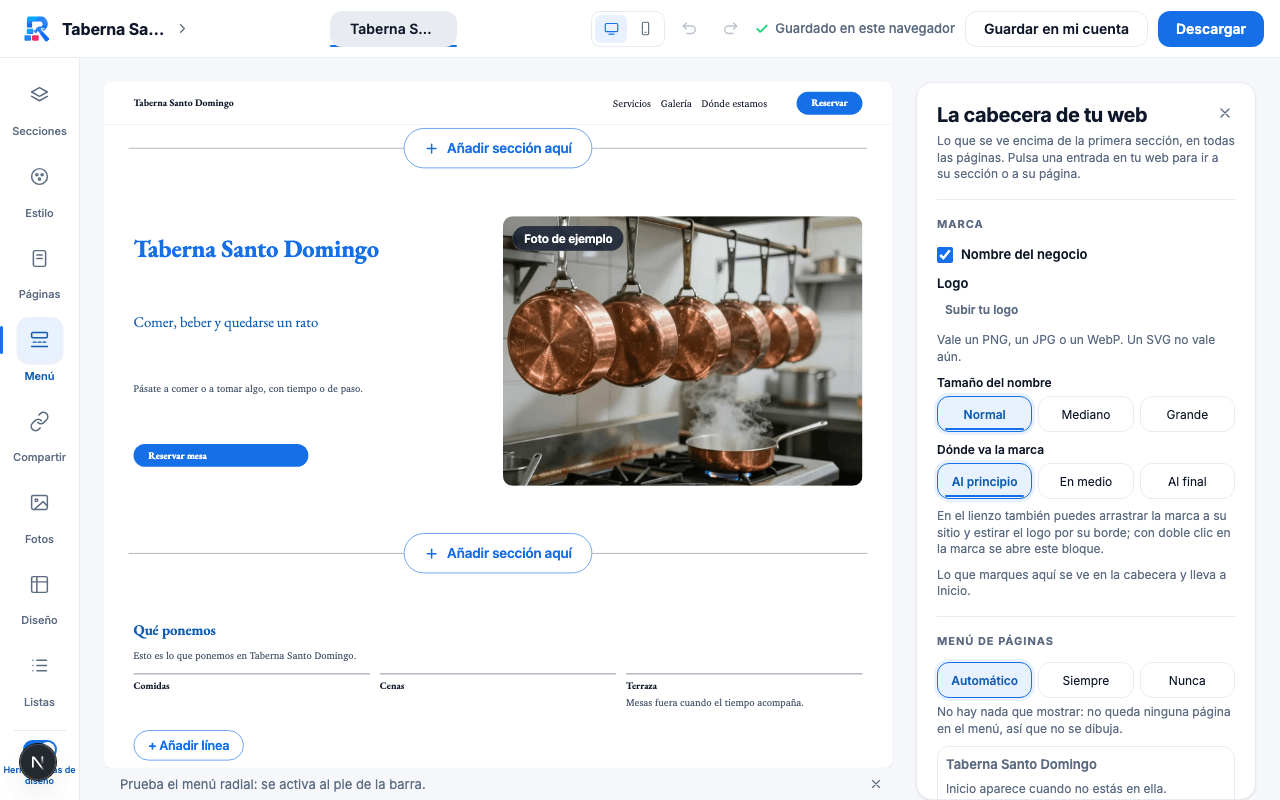 Taberna Sa...
Taberna S...
Guardado en este navegador
Guardar en mi cuenta
Descargar
Secciones
Estilo
Páginas
Menú
Compartir
Fotos
Diseño
Listas
diseño
N
Taberna Santo Domingo
Servicios
Galería
Dónde estamos
Reservar
+ Añadir sección aquí
Taberna Santo Domingo
Comer, beber y quedarse un rato
Pásate a comer o a tomar algo, con tiempo o de paso.
Reservar mesa
Foto de ejemplo
+ Añadir sección aquí
Qué ponemos
Esto es lo que ponemos en Taberna Santo Domingo.
Comidas
Cenas
Terraza
Mesas fuera cuando el tiempo acompaña.
+ Añadir línea
Prueba el menú radial: se activa al pie de la barra.
La cabecera de tu web
Lo que se ve encima de la primera sección, en todas
las páginas. Pulsa una entrada en tu web para ir a
su sección o a su página.
MARCA
Nombre del negocio
Logo
Subir tu logo
Vale un PNG, un JPG o un WebP. Un SVG no vale
aún.
Tamaño del nombre
Normal
Mediano
Grande
Dónde va la marca
Al principio
En medio
Al final
En el lienzo también puedes arrastrar la marca a su
sitio y estirar el logo por su borde; con doble clic en
la marca se abre este bloque.
Lo que marques aquí se ve en la cabecera y lleva a
Inicio.
MENÚ DE PÁGINAS
Automático
Siempre
Nunca
No hay nada que mostrar: no queda ninguna página
en el menú, así que no se dibuja.
Taberna Santo Domingo
Inicio aparece cuando no estás en ella.